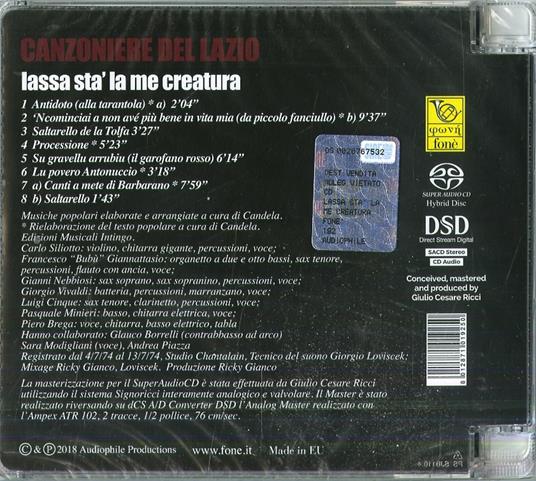 CANZONIERE DEL LAZIO
lassa sta' la me creatura
1 Antidoto (alla tarantola) * a) 2'04"
2 'Ncominciai a non avé più bene in vita mia (da piccolo fanciullo) * b) 9'37"
3 Saltarello de la Tolfa 3'27"
4 Processione * 5'23"
5 Su gravellu arrubiu (il garofano rosso) 6'14"
6 Lu povero Antonuccio * 3'18"
7 a) Canti a mete di Barbarano * 7'59"
8 b) Saltarello 1'43"
Musiche popolari elaborate e arrangiate a cura di Candela.
* Rielaborazione del testo popolare a cura di Candela.
Edizioni Musicali Intingo.
Carlo Siliotto: violino, chitarra gigante, percussioni, voce;
Francesco "Bubù" Giannattasio: organetto a due e otto bassi, sax tenore,
percussioni, flauto con ancia, voce;
Gianni Nebbiosi: sax soprano, sax sopranino, percussioni, voce;
Giorgio Vivaldi: batteria, percussioni, marranzano, voce;
Luigi Cinque: sax tenore, clarinetto, percussioni, voce;
Pasquale Minieri: basso, chitarra elettrica, voce;
Piero Brega: voce, chitarra, basso elettrico, tabla
Hanno collaborato: Glauco Borrelli (contrabbasso ad arco)
Sara Modigliani (voce), Andrea Piazza
Registrato dal 4/7/74 al 13/7/74, Studio Chantalain, Tecnico del suono Giorgio Loviscek;
Mixage Ricky Gianco, Loviscek. Produzione Ricky Gianco
La masterizzazione per il SuperAudioCD è stata effettuata da Giulio Cesare Ricci
utilizzando il sistema Signoricci interamente analogico e valvolare. Il Master è stato
realizzato riversando su dCS A/D Converter DSD l'Analog Master realizzato con
l'Ampex ATR 102, 2 tracce, 1/2 pollice, 76 cm/sec.
© & ℗ 2018 Audiophile Productions
www.fone.it
Made in EU
DS 0020767532
DEST VENDITA
NOLEG VIETATO
CD
LASSA STA' LA
ME CREATURA
FONE'
192
AUDIOPHILE
φωνή
fonè
SUPER AUDIO CD
Hybrid Disc
DSD
Direct Stream Digital
SACD Stereo
CD Audio
Conceived, mastered
and produced by
Giulio Cesare Ricci
8 012871 019250